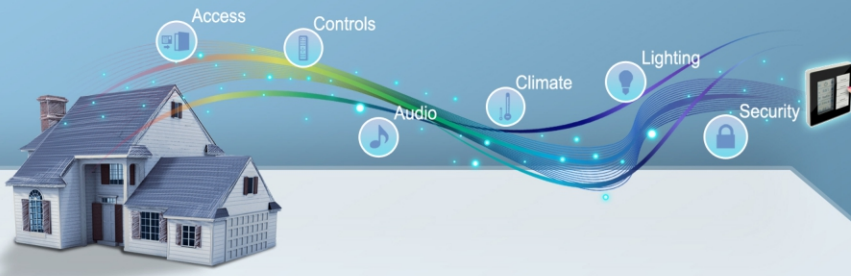 Access
Controls
Audio
Climate
Lighting
Security